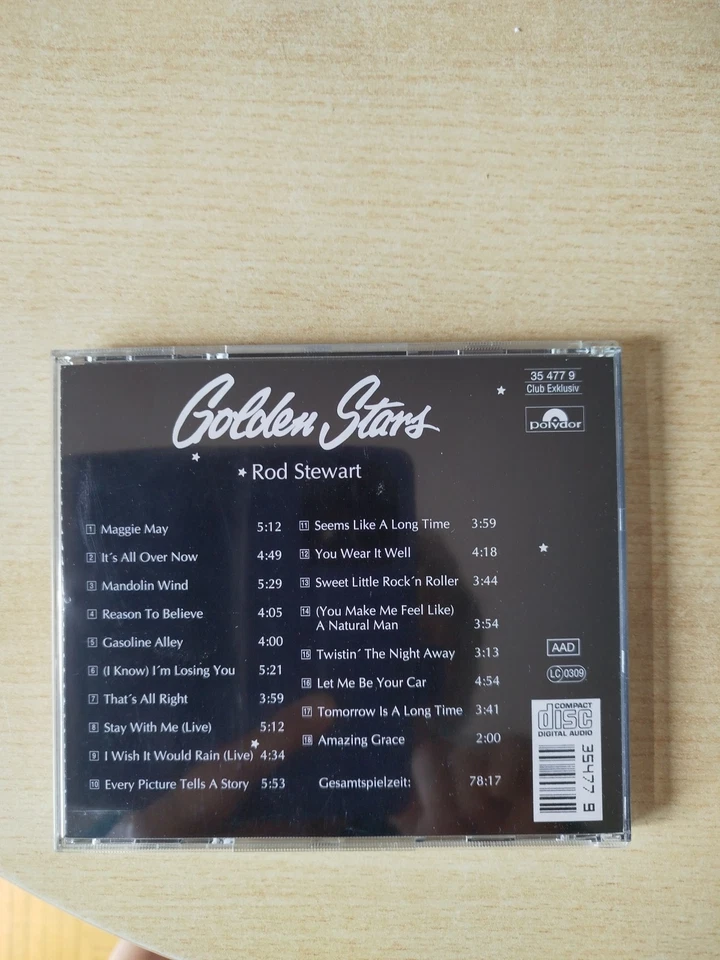 Golden Stars
Rod Stewart
35 477 9
Club Exklusiv
polydor
1 Maggie May 5:12
2 It´s All Over Now 4:49
3 Mandolin Wind 5:29
4 Reason To Believe 4:05
5 Gasoline Alley 4:00
6 (I Know) I´m Losing You 5:21
7 That´s All Right 3:59
8 Stay With Me (Live) 5:12
9 I Wish It Would Rain (Live) 4:34
10 Every Picture Tells A Story 5:53
11 Seems Like A Long Time 3:59
12 You Wear It Well 4:18
13 Sweet Little Rock´n Roller 3:44
14 (You Make Me Feel Like)
A Natural Man 3:54
15 Twistin´ The Night Away 3:13
16 Let Me Be Your Car 4:54
17 Tomorrow Is A Long Time 3:41
18 Amazing Grace 2:00
Gesamtspielzeit: 78:17
AAD
LC 0309
COMPACT
disc
DIGITAL AUDIO
35477 9